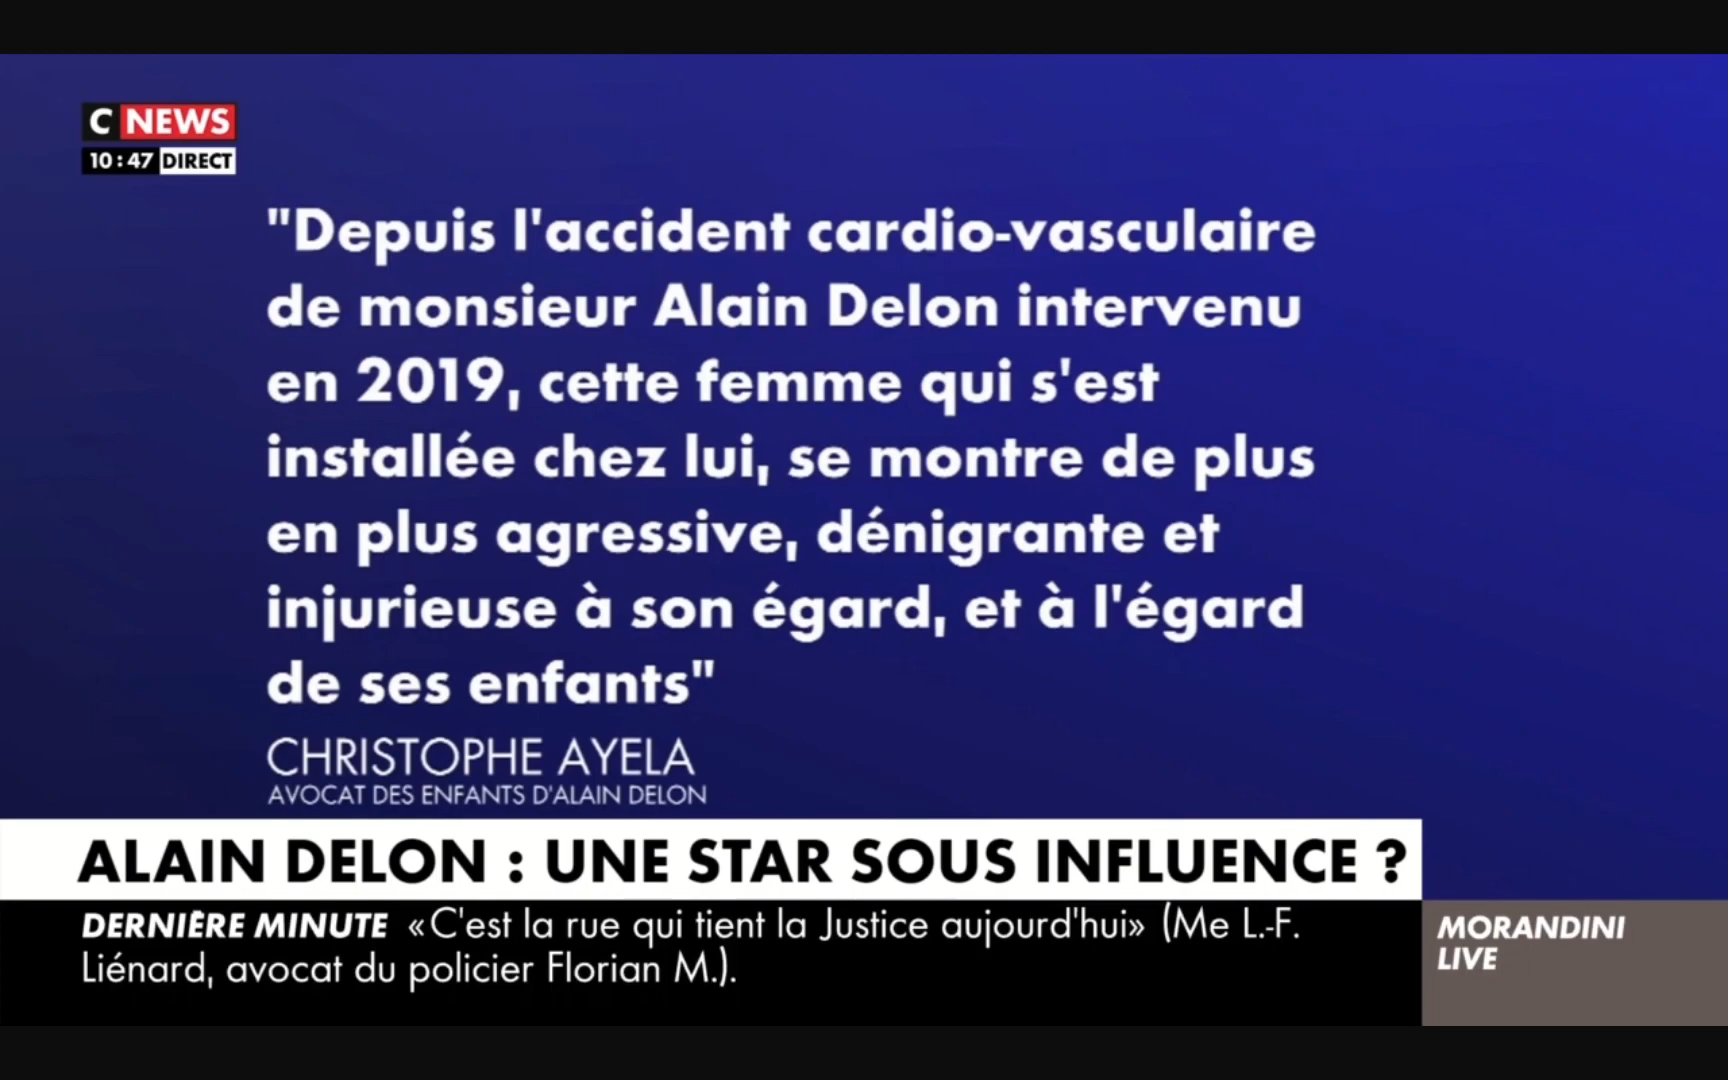 C NEWS
10:47 DIRECT
"Depuis l'accident cardio-vasculaire
de monsieur Alain Delon intervenu
en 2019, cette femme qui s'est
installée chez lui, se montre de plus
en plus agressive, dénigrante et
injurieuse à son égard, et à l'égard
de ses enfants"
CHRISTOPHE AYELA
AVOCAT DES ENFANTS D'ALAIN DELON
ALAIN DELON : UNE STAR SOUS INFLUENCE ?
DERNIÈRE MINUTE «C'est la rue qui tient la Justice aujourd'hui» (Me L.-F.
Liénard, avocat du policier Florian M.).
MORANDINI
LIVE